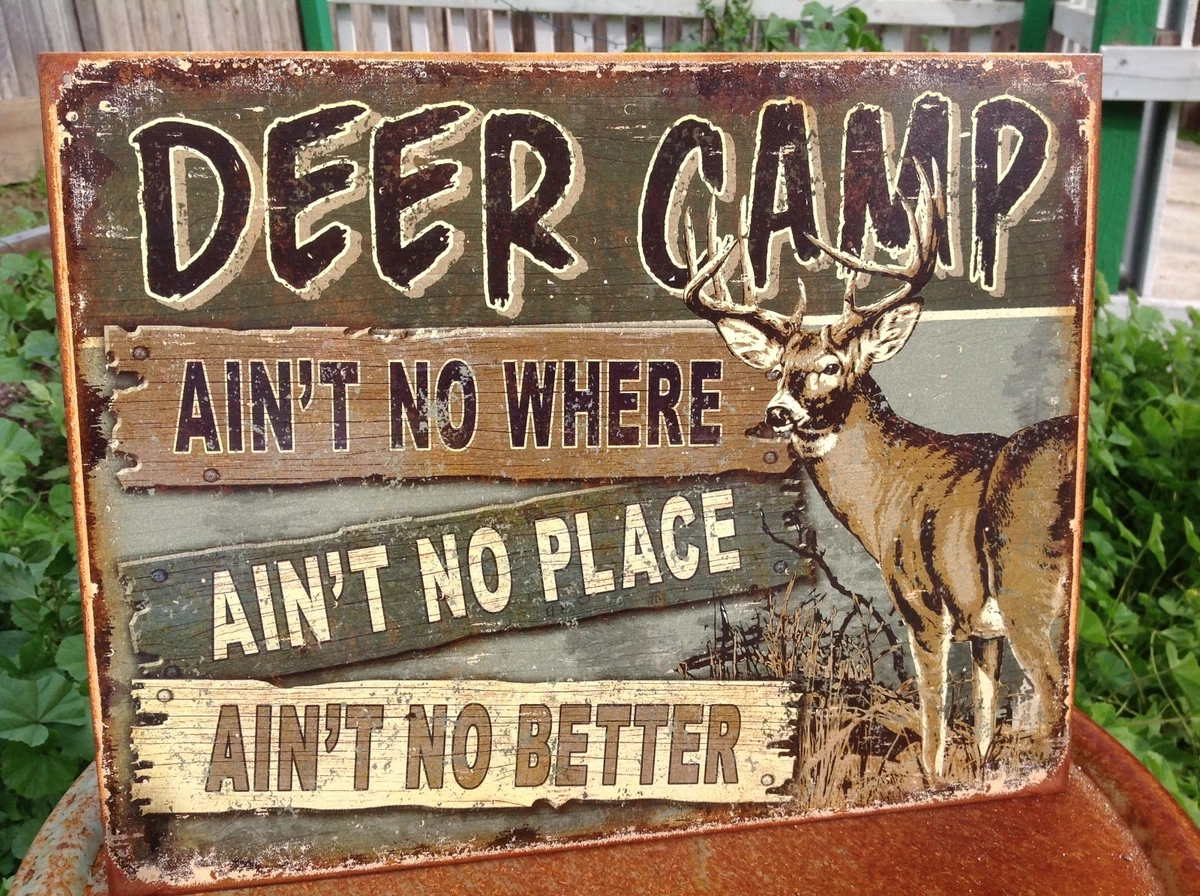 DEER CAMP
AIN'T NO WHERE
AIN'T NO PLACE
AIN'T NO BETTER